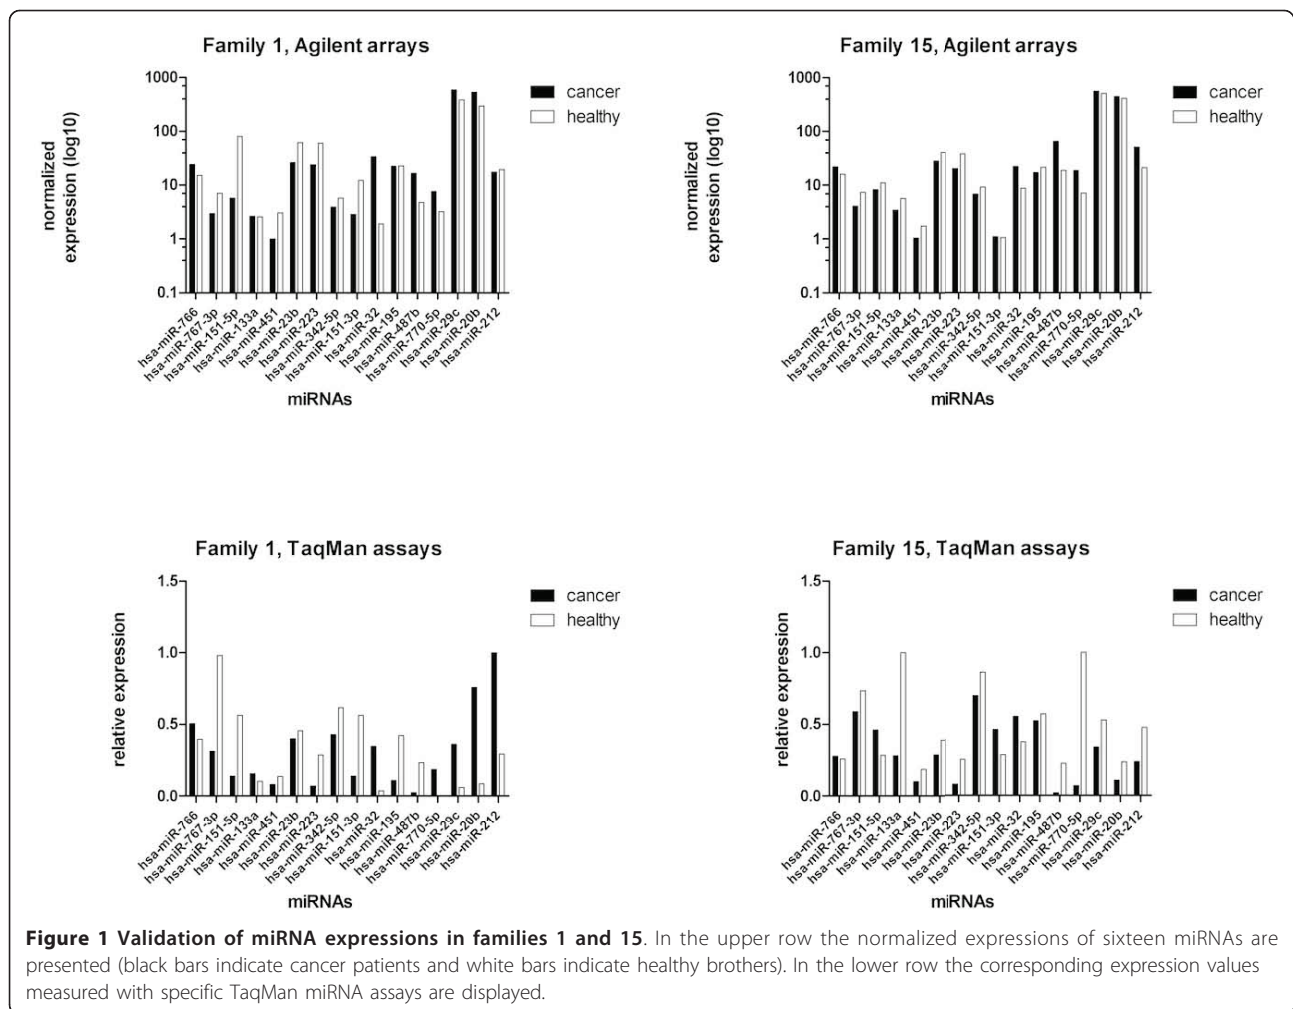 Family 1, Agilent arrays
normalized
expression (log10)
1000
100
10
1
0.1
cancer
healthy
hsa-miR-766
hsa-miR-767-3p
hsa-miR-151-5p
hsa-miR-133a
hsa-miR-451
hsa-miR-23b
hsa-miR-223
hsa-miR-342-5p
hsa-miR-151-3p
hsa-miR-32
hsa-miR-195
hsa-miR-487b
hsa-miR-770-5p
hsa-miR-29c
hsa-miR-20b
hsa-miR-212
miRNAs
Family 15, Agilent arrays
normalized
expression (log10)
1000
100
10
1
0.1
cancer
healthy
hsa-miR-766
hsa-miR-767-3p
hsa-miR-151-5p
hsa-miR-133a
hsa-miR-451
hsa-miR-23b
hsa-miR-223
hsa-miR-342-5p
hsa-miR-151-3p
hsa-miR-32
hsa-miR-195
hsa-miR-487b
hsa-miR-770-5p
hsa-miR-29c
hsa-miR-20b
hsa-miR-212
miRNAs
Family 1, TaqMan assays
relative expression
1.5
1.0
0.5
0.0
cancer
healthy
hsa-miR-766
hsa-miR-767-3p
hsa-miR-151-5p
hsa-miR-133a
hsa-miR-451
hsa-miR-23b
hsa-miR-223
hsa-miR-342-5p
hsa-miR-151-3p
hsa-miR-32
hsa-miR-195
hsa-miR-487b
hsa-miR-770-5p
hsa-miR-29c
hsa-miR-20b
hsa-miR-212
miRNAs
Family 15, TaqMan assays
relative expression
1.5
1.0
0.5
0.0
cancer
healthy
hsa-miR-766
hsa-miR-767-3p
hsa-miR-151-5p
hsa-miR-133a
hsa-miR-451
hsa-miR-23b
hsa-miR-223
hsa-miR-342-5p
hsa-miR-151-3p
hsa-miR-32
hsa-miR-195
hsa-miR-487b
hsa-miR-770-5p
hsa-miR-29c
hsa-miR-20b
hsa-miR-212
miRNAs
Figure 1 Validation of miRNA expressions in families 1 and 15. In the upper row the normalized expressions of sixteen miRNAs are
presented (black bars indicate cancer patients and white bars indicate healthy brothers). In the lower row the corresponding expression values
measured with specific TaqMan miRNA assays are displayed.